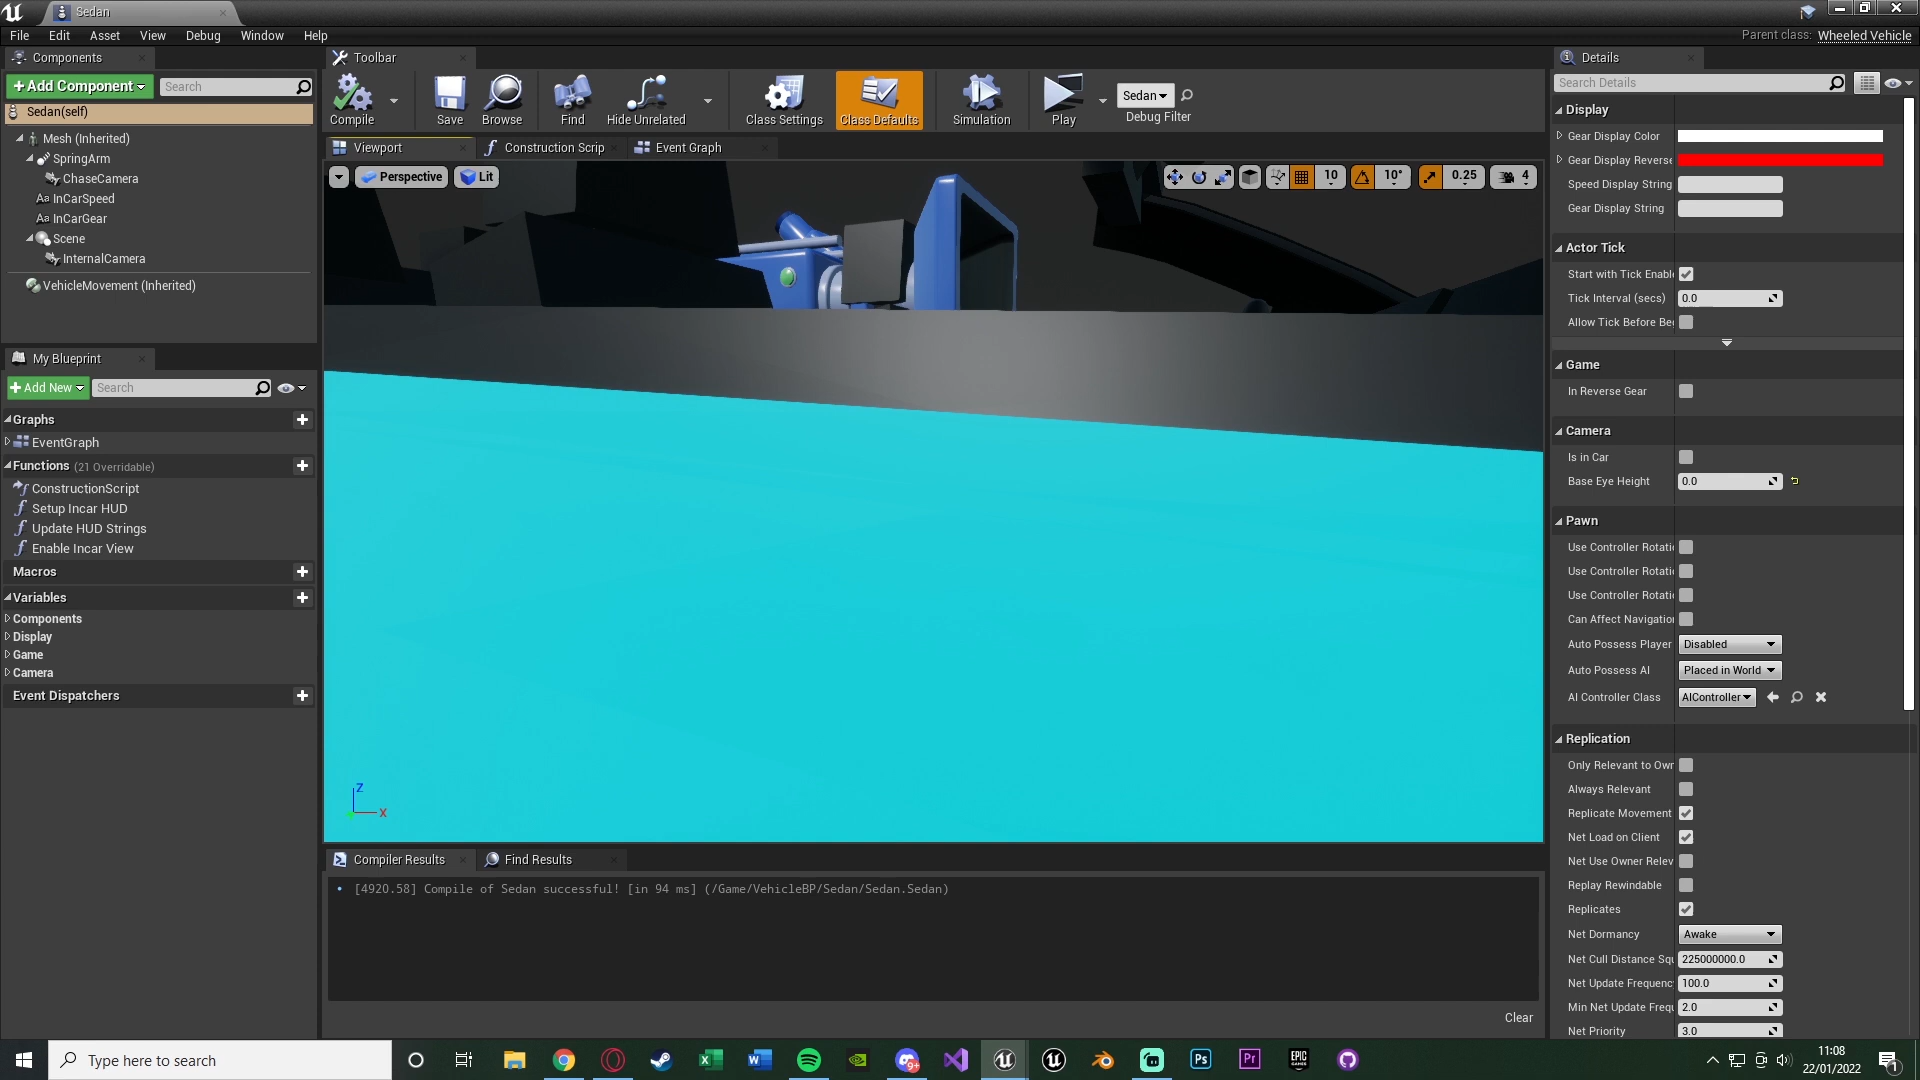 Sedan
File Edit Asset View Debug Window Help
Parent class: Wheeled Vehicle
Components
Toolbar
Details
Add Component
Search
Search Details
Sedan(self)
Mesh (Inherited)
SpringArm
ChaseCamera
InCarSpeed
InCarGear
Scene
InternalCamera
VehicleMovement (Inherited)
Compile
Save
Browse
Find
Hide Unrelated
Class Settings
Class Defaults
Simulation
Play
Sedan
Debug Filter
Viewport
Construction Scrip
Event Graph
Perspective
Lit
10
10°
0.25
4
Z
X
My Blueprint
Add New
Search
Graphs
EventGraph
Functions (21 Overridable)
ConstructionScript
Setup Incar HUD
Update HUD Strings
Enable Incar View
Macros
Variables
Components
Display
Game
Camera
Event Dispatchers
Compiler Results
Find Results
[4920.58] Compile of Sedan successful! [in 94 ms] (/Game/VehicleBP/Sedan/Sedan.Sedan)
Clear
Display
Gear Display Color
Gear Display Reverse
Speed Display String
Gear Display String
Actor Tick
Start with Tick Enabl
Tick Interval (secs) 0.0
Allow Tick Before Be
Game
In Reverse Gear
Camera
Is in Car
Base Eye Height 0.0
Pawn
Use Controller Rotati
Use Controller Rotati
Use Controller Rotati
Can Affect Navigation
Auto Possess Player Disabled
Auto Possess AI Placed in World
AI Controller Class AIController
Replication
Only Relevant to Owr
Always Relevant
Replicate Movement
Net Load on Client
Net Use Owner Relev
Replay Rewindable
Replicates
Net Dormancy Awake
Net Cull Distance Squ 225000000.0
Net Update Frequenc 100.0
Min Net Update Freq 2.0
Net Priority 3.0
Type here to search
9+
Ps
Pr
EPIC
GAMES
11:08
22/01/2022
1